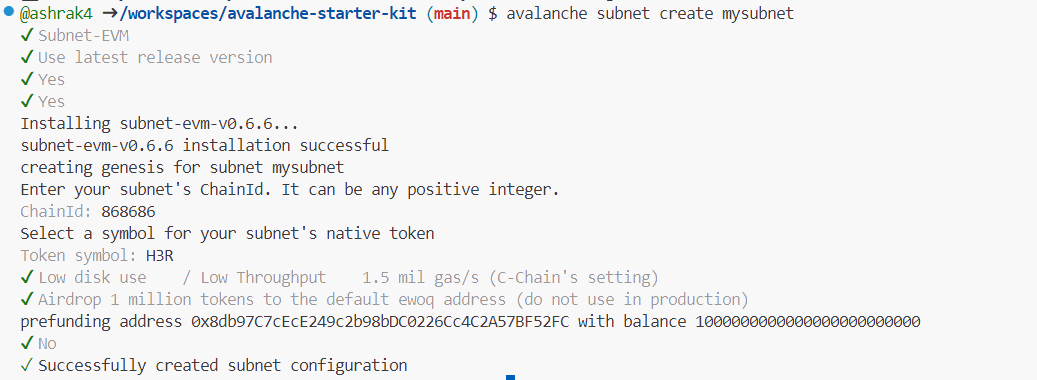 @ashrak4 ➜/workspaces/avalanche-starter-kit (main) $ avalanche subnet create mysubnet
✔ Subnet-EVM
✔ Use latest release version
✔ Yes
✔ Yes
Installing subnet-evm-v0.6.6...
subnet-evm-v0.6.6 installation successful
creating genesis for subnet mysubnet
Enter your subnet's ChainId. It can be any positive integer.
ChainId: 868686
Select a symbol for your subnet's native token
Token symbol: H3R
✔ Low disk use    / Low Throughput    1.5 mil gas/s (C-Chain's setting)
✔ Airdrop 1 million tokens to the default ewoq address (do not use in production)
prefunding address 0x8db97C7cEcE249c2b98bDC0226Cc4C2A57BF52FC with balance 1000000000000000000000000
✔ No
✓ Successfully created subnet configuration